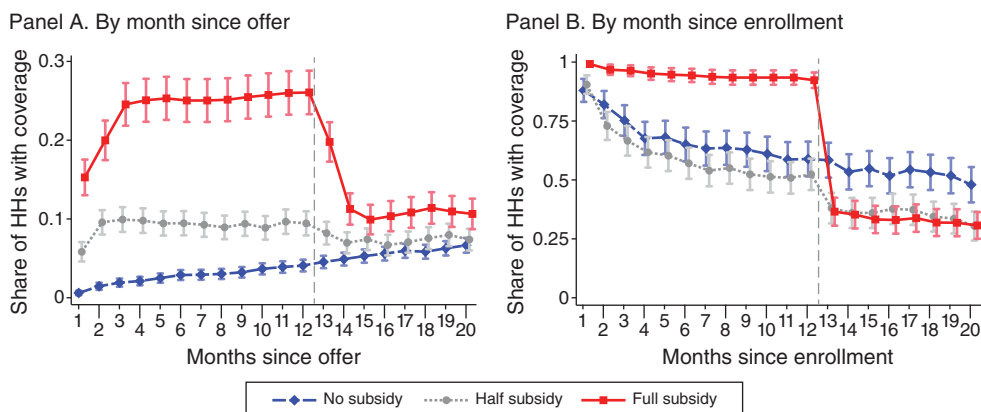 Panel A. By month since offer
Share of HHs with coverage
0.3
0.2
0.1
0
1 2 3 4 5 6 7 8 9 10 11 12 13 14 15 16 17 18 19 20
Months since offer
Panel B. By month since enrollment
Share of HHs with coverage
1
0.75
0.5
0.25
0
1 2 3 4 5 6 7 8 9 10 11 12 13 14 15 16 17 18 19 20
Months since enrollment
No subsidy Half subsidy Full subsidy